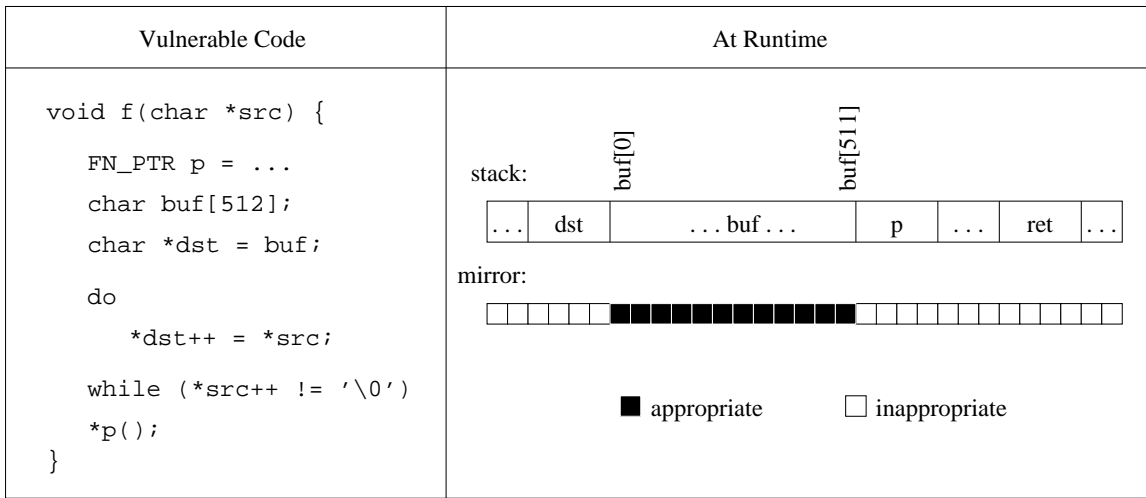 Vulnerable Code
At Runtime
void f(char *src) {
FN_PTR p = ...
char buf[512];
char *dst = buf;
do
*dst++ = *src;
while (*src++ != '\0')
*p();
}
buf[0]
buf[511]
stack:
... dst ... buf ... p ... ret ...
mirror:
appropriate inappropriate